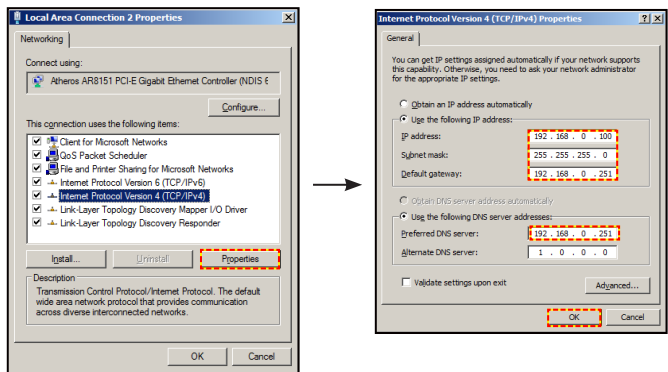 Local Area Connection 2 Properties
Networking
Connect using:
Atheros AR8151 PCI-E Gigabit Ethernet Controller (NDIS 6
Configure...
This connection uses the following items:
Client for Microsoft Networks
QoS Packet Scheduler
File and Printer Sharing for Microsoft Networks
Internet Protocol Version 6 (TCP/IPv6)
Internet Protocol Version 4 (TCP/IPv4)
Link-Layer Topology Discovery Mapper I/O Driver
Link-Layer Topology Discovery Responder
Install...
Uninstall
Properties
Description
Transmission Control Protocol/Internet Protocol. The default
wide area network protocol that provides communication
across diverse interconnected networks.
OK
Cancel
Internet Protocol Version 4 (TCP/IPv4) Properties
General
You can get IP settings assigned automatically if your network supports
this capability. Otherwise, you need to ask your network administrator
for the appropriate IP settings.
Obtain an IP address automatically
Use the following IP address:
IP address: 192 . 168 . 0 . 100
Subnet mask: 255 . 255 . 255 . 0
Default gateway: 192 . 168 . 0 . 251
Obtain DNS server address automatically
Use the following DNS server addresses:
Preferred DNS server: 192 . 168 . 0 . 251
Alternate DNS server: 1 . 0 . 0 . 0
Validate settings upon exit
Advanced...
OK
Cancel